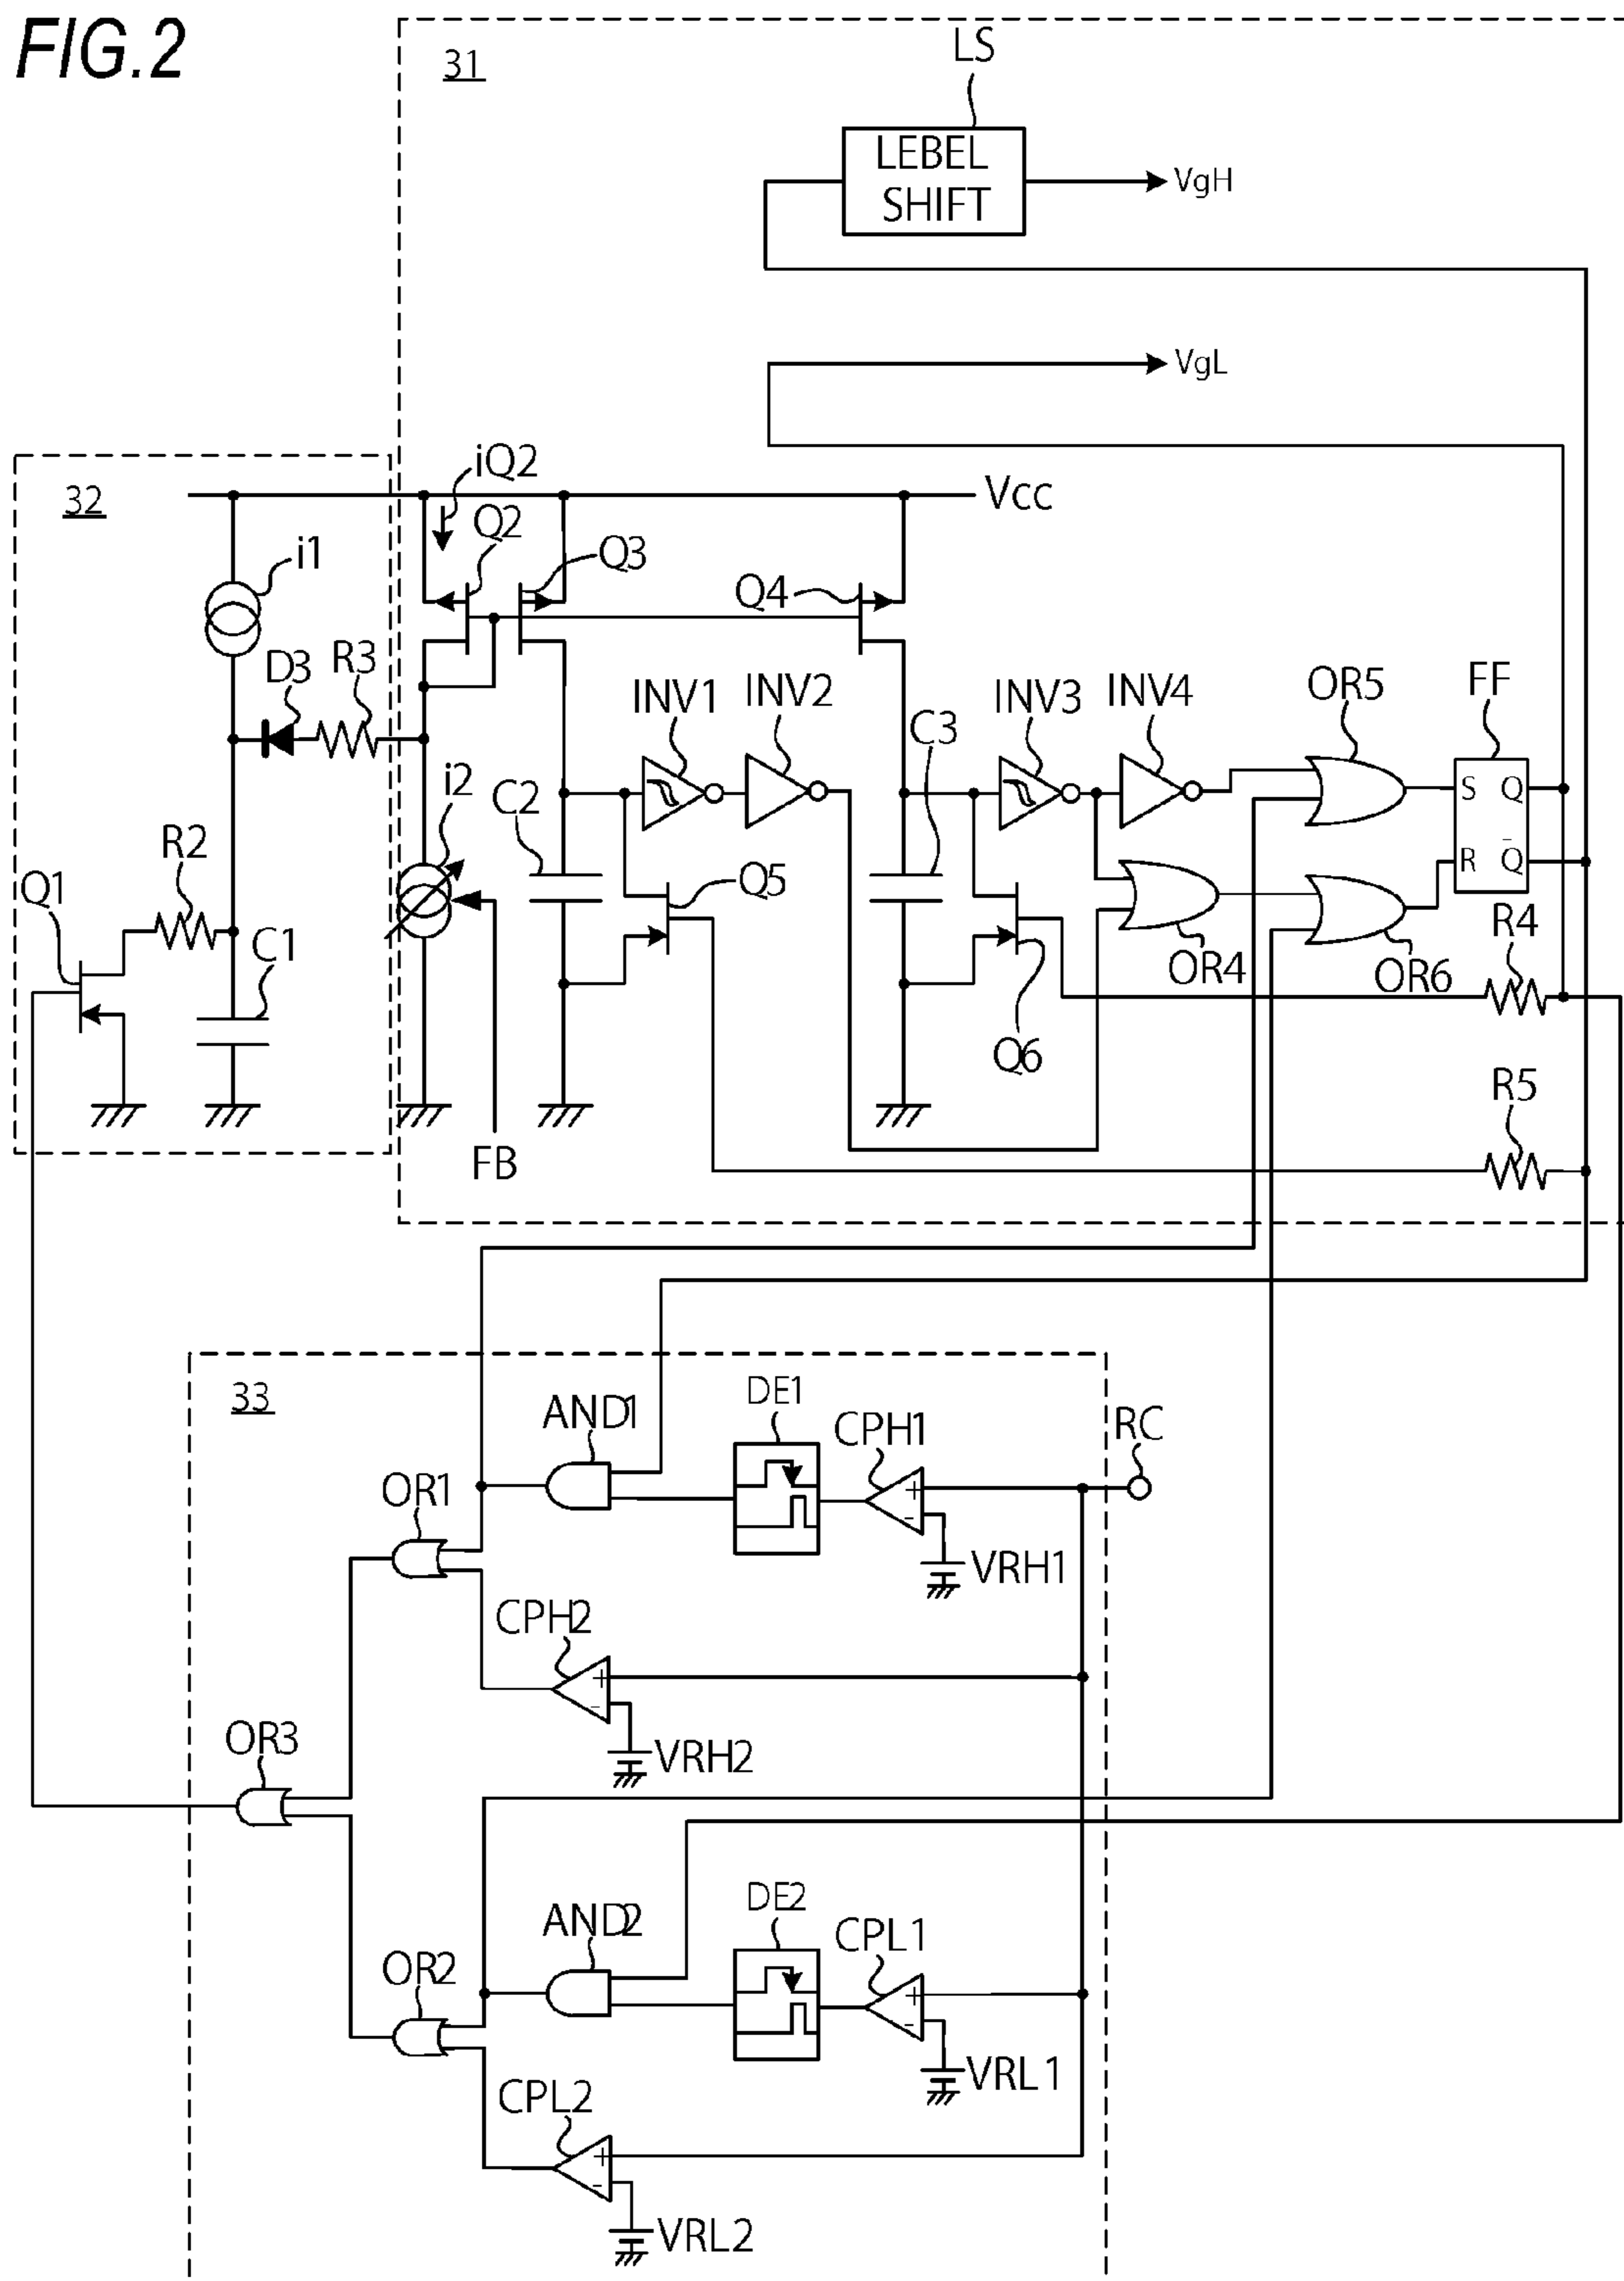 FIG.2
31
LS
LEBEL
SHIFT
VgH
VgL
32
iQ2
Vcc
i1
Q2
Q3
Q4
D3
R3
INV1
INV2
INV3
INV4
OR5
FF
C3
i2
C2
S
Q
R2
Q1
Q5
R
Q̅
C1
OR4
OR6
R4
Q6
R5
FB
33
AND1
DE1
CPH1
RC
OR1
+
-
VRH1
CPH2
+
-
OR3
VRH2
AND2
DE2
CPL1
OR2
+
-
VRL1
CPL2
+
-
VRL2